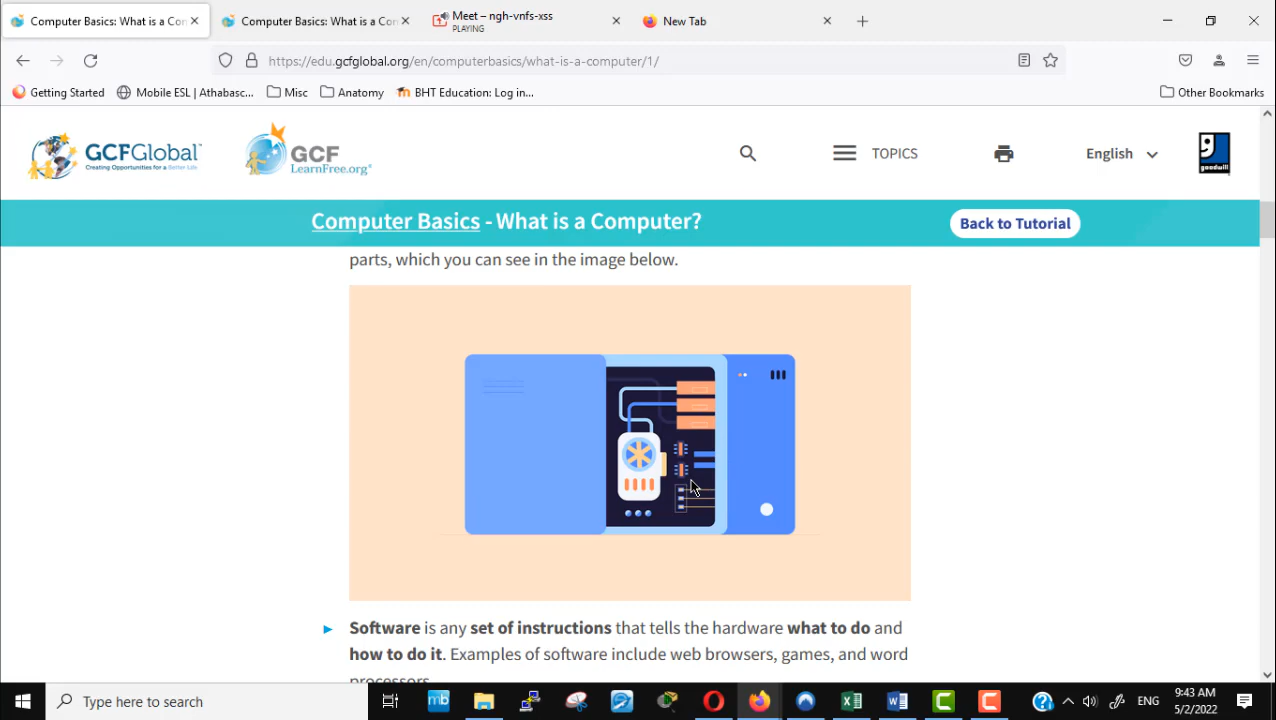 Computer Basics: What is a Con
Computer Basics: What is a Con
Meet – ngh-vnfs-xss
PLAYING
New Tab
https://edu.gcfglobal.org/en/computerbasics/what-is-a-computer/1/
Getting Started
Mobile ESL | Athabasc...
Misc
Anatomy
BHT Education: Log in...
Other Bookmarks
GCFGlobal™
Creating Opportunities for a Better Life
GCF
LearnFree.org®
TOPICS
English
goodwill
Computer Basics - What is a Computer?
Back to Tutorial
parts, which you can see in the image below.
Software is any set of instructions that tells the hardware what to do and
how to do it. Examples of software include web browsers, games, and word
processors.
Type here to search
mb
ENG
9:43 AM
5/2/2022